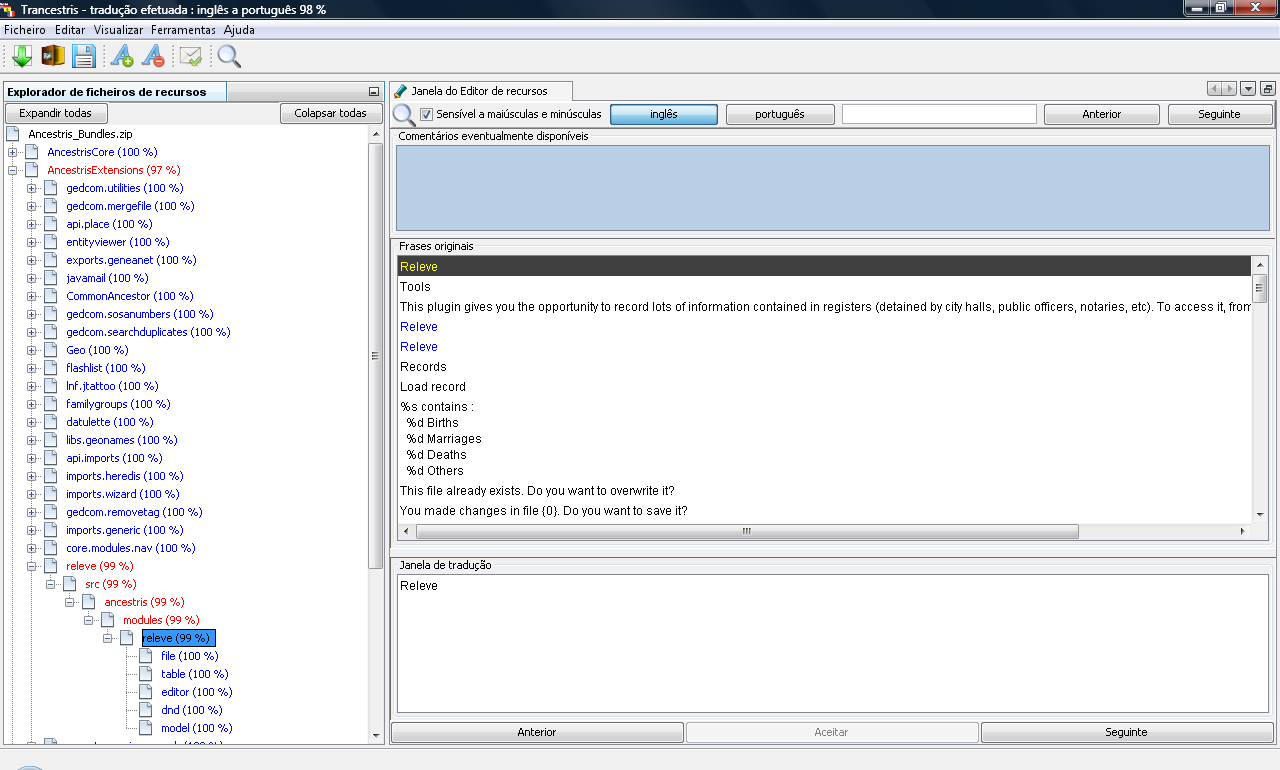 Trancestris - tradução efetuada : inglês a português 98 %
Ficheiro Editar Visualizar Ferramentas Ajuda
Explorador de ficheiros de recursos
Expandir todas
Colapsar todas
Ancestris_Bundles.zip
AncestrisCore (100 %)
AncestrisExtensions (97 %)
gedcom.utilities (100 %)
gedcom.mergefile (100 %)
api.place (100 %)
entityviewer (100 %)
exports.geneanet (100 %)
javamail (100 %)
CommonAncestor (100 %)
gedcom.sosanumbers (100 %)
gedcom.searchduplicates (100 %)
Geo (100 %)
flashlist (100 %)
lnf.jtattoo (100 %)
familygroups (100 %)
datulette (100 %)
libs.geonames (100 %)
api.imports (100 %)
imports.heredis (100 %)
imports.wizard (100 %)
gedcom.removetag (100 %)
imports.generic (100 %)
core.modules.nav (100 %)
releve (99 %)
src (99 %)
ancestris (99 %)
modules (99 %)
releve (99 %)
file (100 %)
table (100 %)
editor (100 %)
dnd (100 %)
model (100 %)
Janela do Editor de recursos
Sensível a maiúsculas e minúsculas
inglês
português
Anterior
Seguinte
Comentários eventualmente disponíveis
Frases originais
Releve
Tools
This plugin gives you the opportunity to record lots of information contained in registers (detained by city halls, public officers, notaries, etc). To access it, from
Releve
Releve
Records
Load record
%s contains :
%d Births
%d Marriages
%d Deaths
%d Others
This file already exists. Do you want to overwrite it?
You made changes in file {0}. Do you want to save it?
Janela de tradução
Releve
Anterior
Aceitar
Seguinte